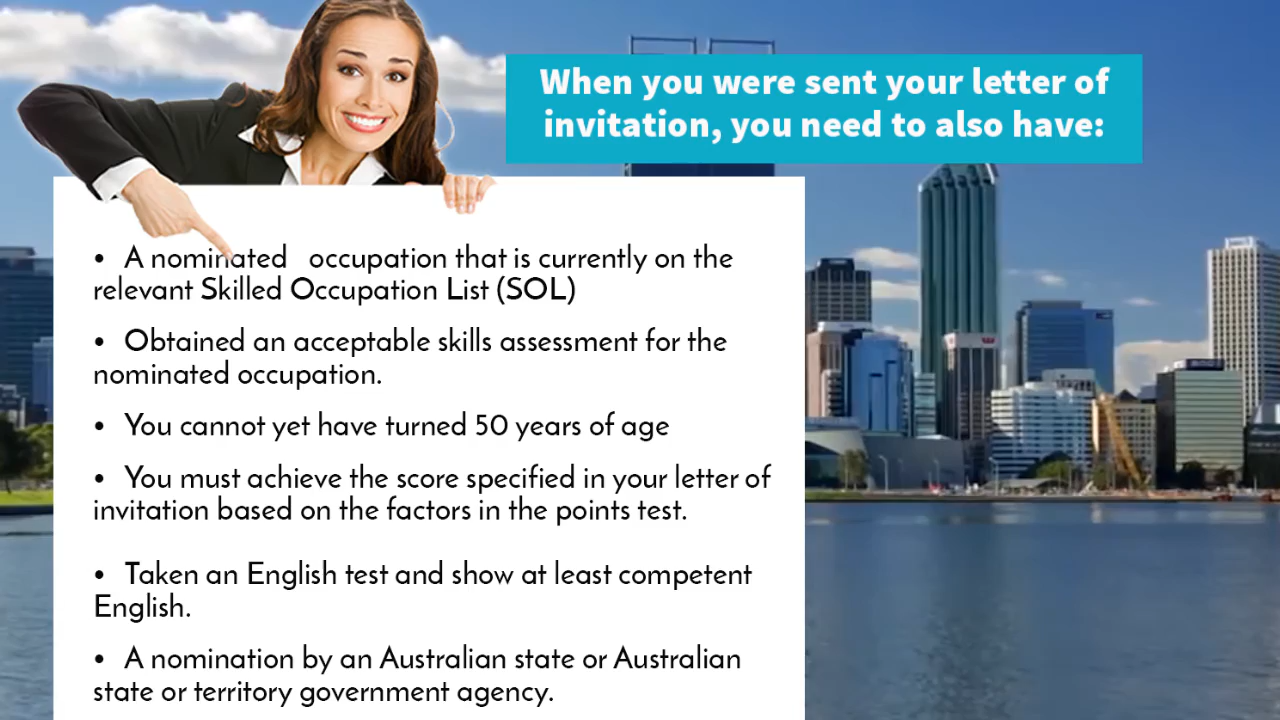 When you were sent your letter of
invitation, you need to also have:
• A nominated occupation that is currently on the
relevant Skilled Occupation List (SOL)
• Obtained an acceptable skills assessment for the
nominated occupation.
• You cannot yet have turned 50 years of age
• You must achieve the score specified in your letter of
invitation based on the factors in the points test.
• Taken an English test and show at least competent
English.
• A nomination by an Australian state or Australian
state or territory government agency.